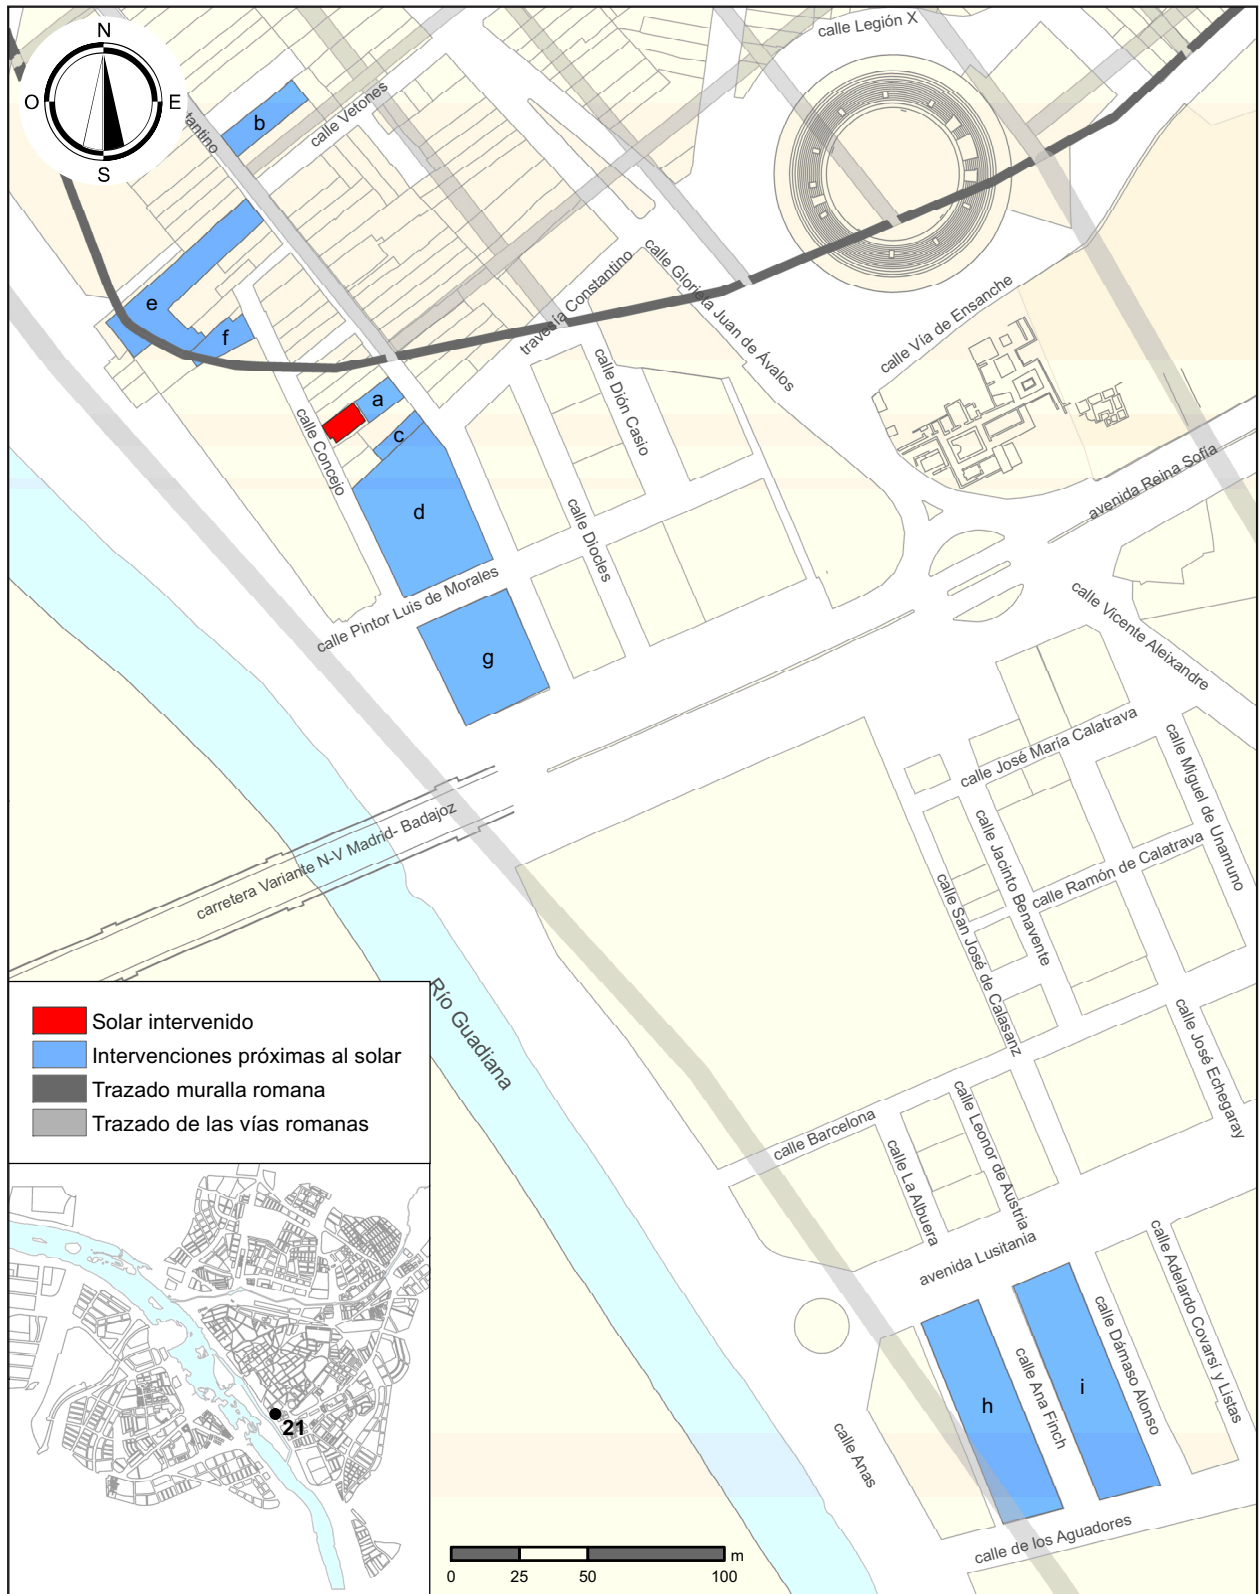 calle Legión X
N
O
E
S
tantino
b
calle Vetones
e
f
travesía Constantino
calle Glorieta Juan de Ávalos
calle Vía de Ensanche
a
c
d
calle Concejo
calle Dión Casio
calle Diocles
avenida Reina Sofía
calle Pintor Luis de Morales
g
calle Vicente Aleixandre
calle José María Calatrava
calle Miguel de Unamuno
carretera Variante N-V Madrid- Badajoz
calle Jacinto Benavente
calle Ramón de Calatrava
calle San José de Calasanz
Río Guadiana
Solar intervenido
Intervenciones próximas al solar
Trazado muralla romana
Trazado de las vías romanas
calle José Echegaray
calle Barcelona
calle Leonor de Austria
calle La Albuera
avenida Lusitania
calle Adelardo Covarsí y Listas
calle Dámaso Alonso
calle Ana Finch
h
i
calle Anas
calle de los Aguadores
21
m
0 25 50 100